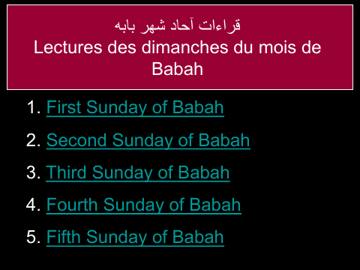 قراءات آحاد شهر بابه
Lectures des dimanches du mois de
Babah
1. First Sunday of Babah
2. Second Sunday of Babah
3. Third Sunday of Babah
4. Fourth Sunday of Babah
5. Fifth Sunday of Babah